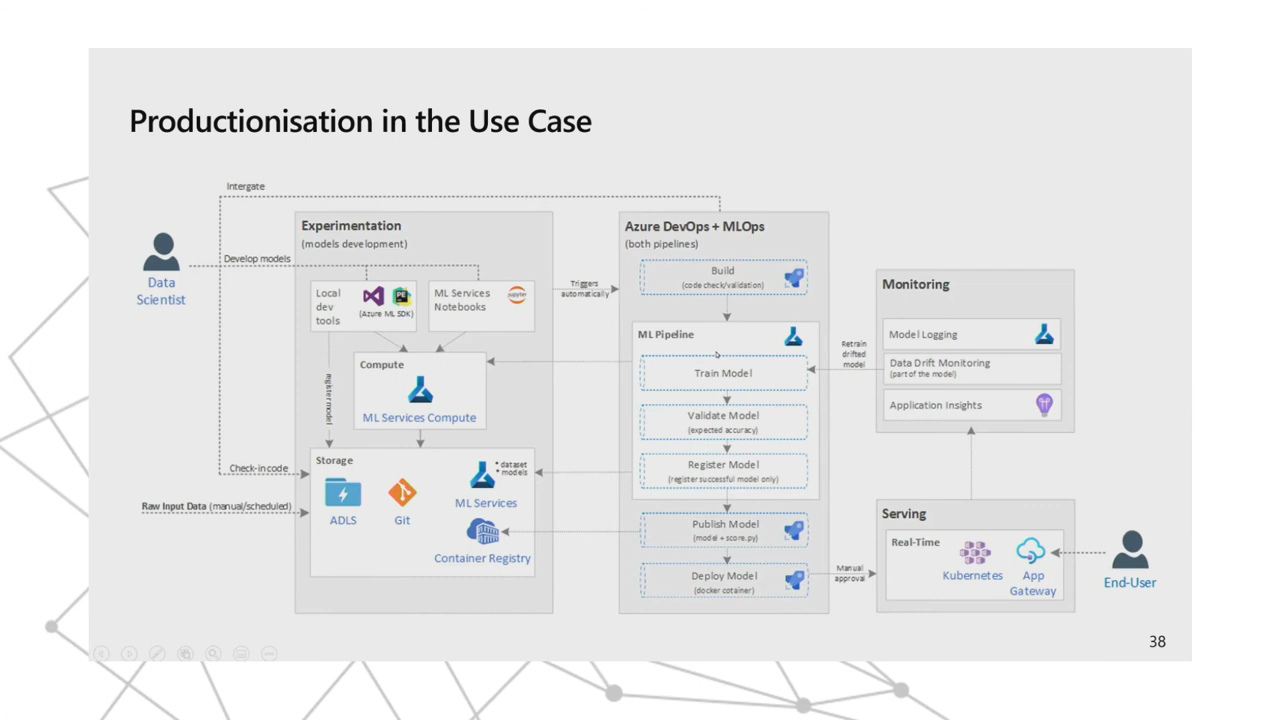 Productionisation in the Use Case
Intergate
Experimentation
(models development)
Azure DevOps + MLOps
(both pipelines)
Data
Scientist
Develop models
Local
dev
tools
PC
(Azure ML SDK)
ML Services
Notebooks
jupyter
Triggers
automatically
Build
(code check/validation)
Monitoring
Model Logging
Data Drift Monitoring
(part of the model)
Application Insights
ML Pipeline
Train Model
Validate Model
(expected accuracy)
Register Model
(register successful model only)
Retrain
drifted
model
Compute
ML Services Compute
Register model
Check-in code
Raw Input Data (manual/scheduled)
Storage
ADLS
Git
* dataset
* models
ML Services
Container Registry
Publish Model
(model + score.py)
Deploy Model
(docker cotainer)
Manual
approval
Serving
Real-Time
Kubernetes
App
Gateway
End-User
38